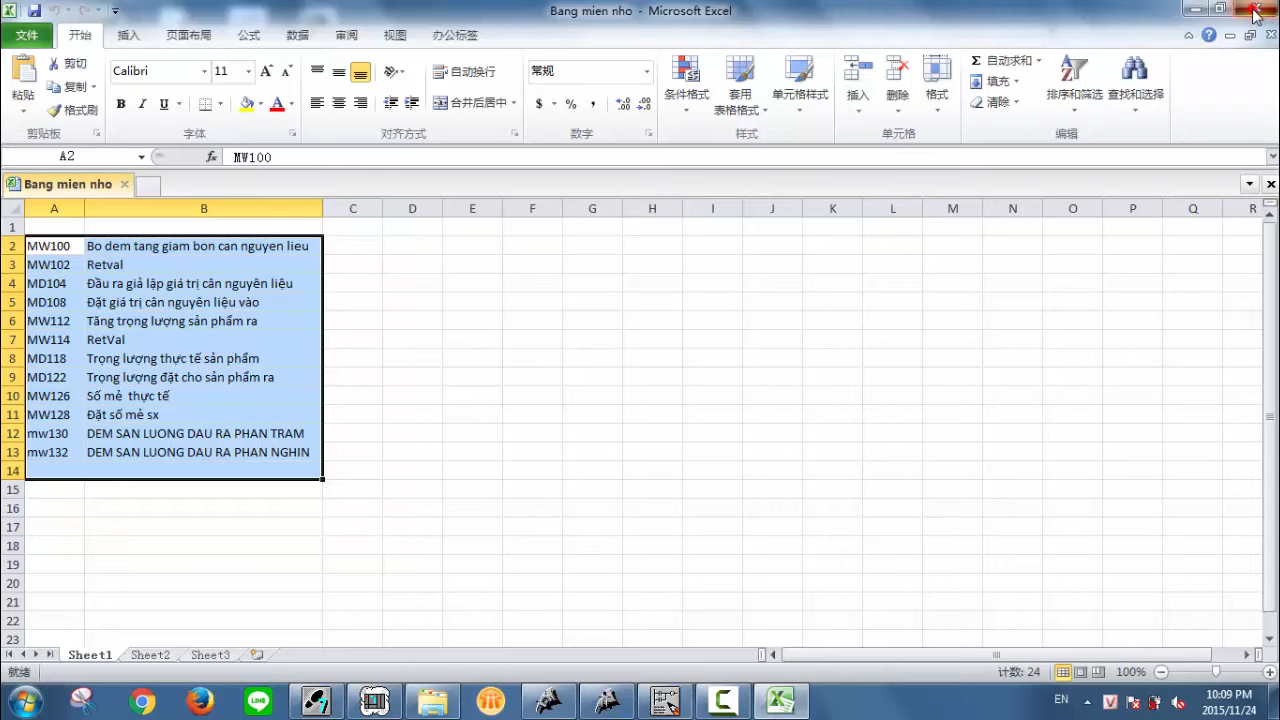 Bang mien nho - Microsoft Excel
文件 开始 插入 页面布局 公式 数据 审阅 视图 办公标签
粘贴 剪切 复制 格式刷 剪贴板
Calibri 11 B I U A 字体
自动换行 合并后居中 对齐方式
常规 $ % , 数字
条件格式 套用表格格式 单元格样式 样式
插入 删除 格式 单元格
Σ 自动求和 填充 清除 排序和筛选 查找和选择 编辑
A2 fx MW100
Bang mien nho
A B C D E F G H I J K L M N O P Q R
1
2 MW100 Bo dem tang giam bon can nguyen lieu
3 MW102 Retval
4 MD104 Đầu ra giả lập giá trị cân nguyên liệu
5 MD108 Đặt giá trị cân nguyên liệu vào
6 MW112 Tăng trọng lượng sản phẩm ra
7 MW114 RetVal
8 MD118 Trọng lượng thực tế sản phẩm
9 MD122 Trọng lượng đặt cho sản phẩm ra
10 MW126 Số mẻ thực tế
11 MW128 Đặt số mẻ sx
12 mw130 DEM SAN LUONG DAU RA PHAN TRAM
13 mw132 DEM SAN LUONG DAU RA PHAN NGHIN
14
15
16
17
18
19
20
21
22
23
Sheet1 Sheet2 Sheet3
就绪 计数: 24 100%
LINE EN 10:09 PM
2015/11/24